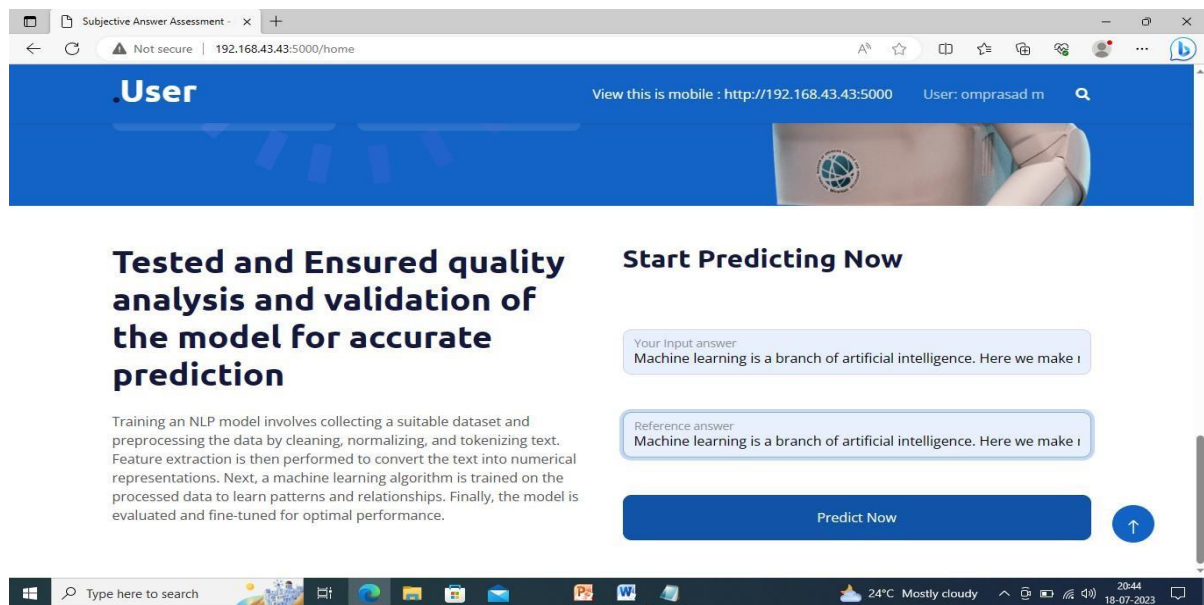 Subjective Answer Assessment -
Not secure | 192.168.43.43:5000/home
.User
View this is mobile : http://192.168.43.43:5000
User: omprasad m
Tested and Ensured quality
analysis and validation of
the model for accurate
prediction
Training an NLP model involves collecting a suitable dataset and
preprocessing the data by cleaning, normalizing, and tokenizing text.
Feature extraction is then performed to convert the text into numerical
representations. Next, a machine learning algorithm is trained on the
processed data to learn patterns and relationships. Finally, the model is
evaluated and fine-tuned for optimal performance.
Start Predicting Now
Your Input answer
Machine learning is a branch of artificial intelligence. Here we make
Reference answer
Machine learning is a branch of artificial intelligence. Here we make
Predict Now
Type here to search
24°C Mostly cloudy
20:44
18-07-2023